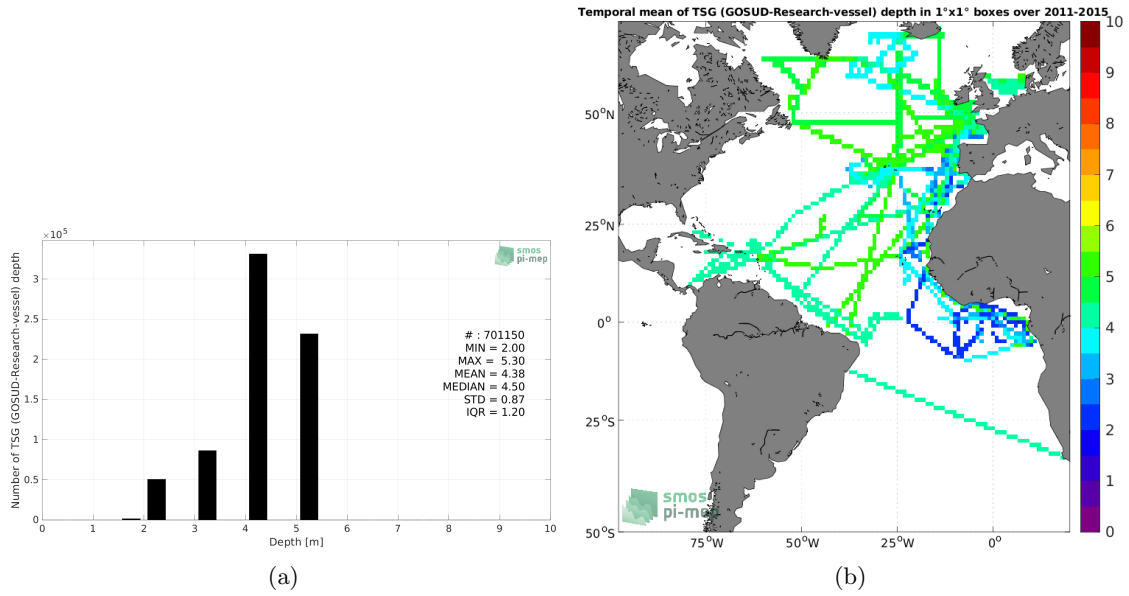 Temporal mean of TSG (GOSUD-Research-vessel) depth in 1°x1° boxes over 2011-2015
×10⁵
Number of TSG (GOSUD-Research-vessel) depth
3
2.5
2
1.5
1
0.5
0
0 1 2 3 4 5 6 7 8 9 10
Depth [m]
smos
pi-mep
# : 701150
MIN = 2.00
MAX = 5.30
MEAN = 4.38
MEDIAN = 4.50
STD = 0.87
IQR = 1.20
(a)
50°N
25°N
0°
25°S
50°S
75°W 50°W 25°W 0°
smos
pi-mep
10
9
8
7
6
5
4
3
2
1
0
(b)